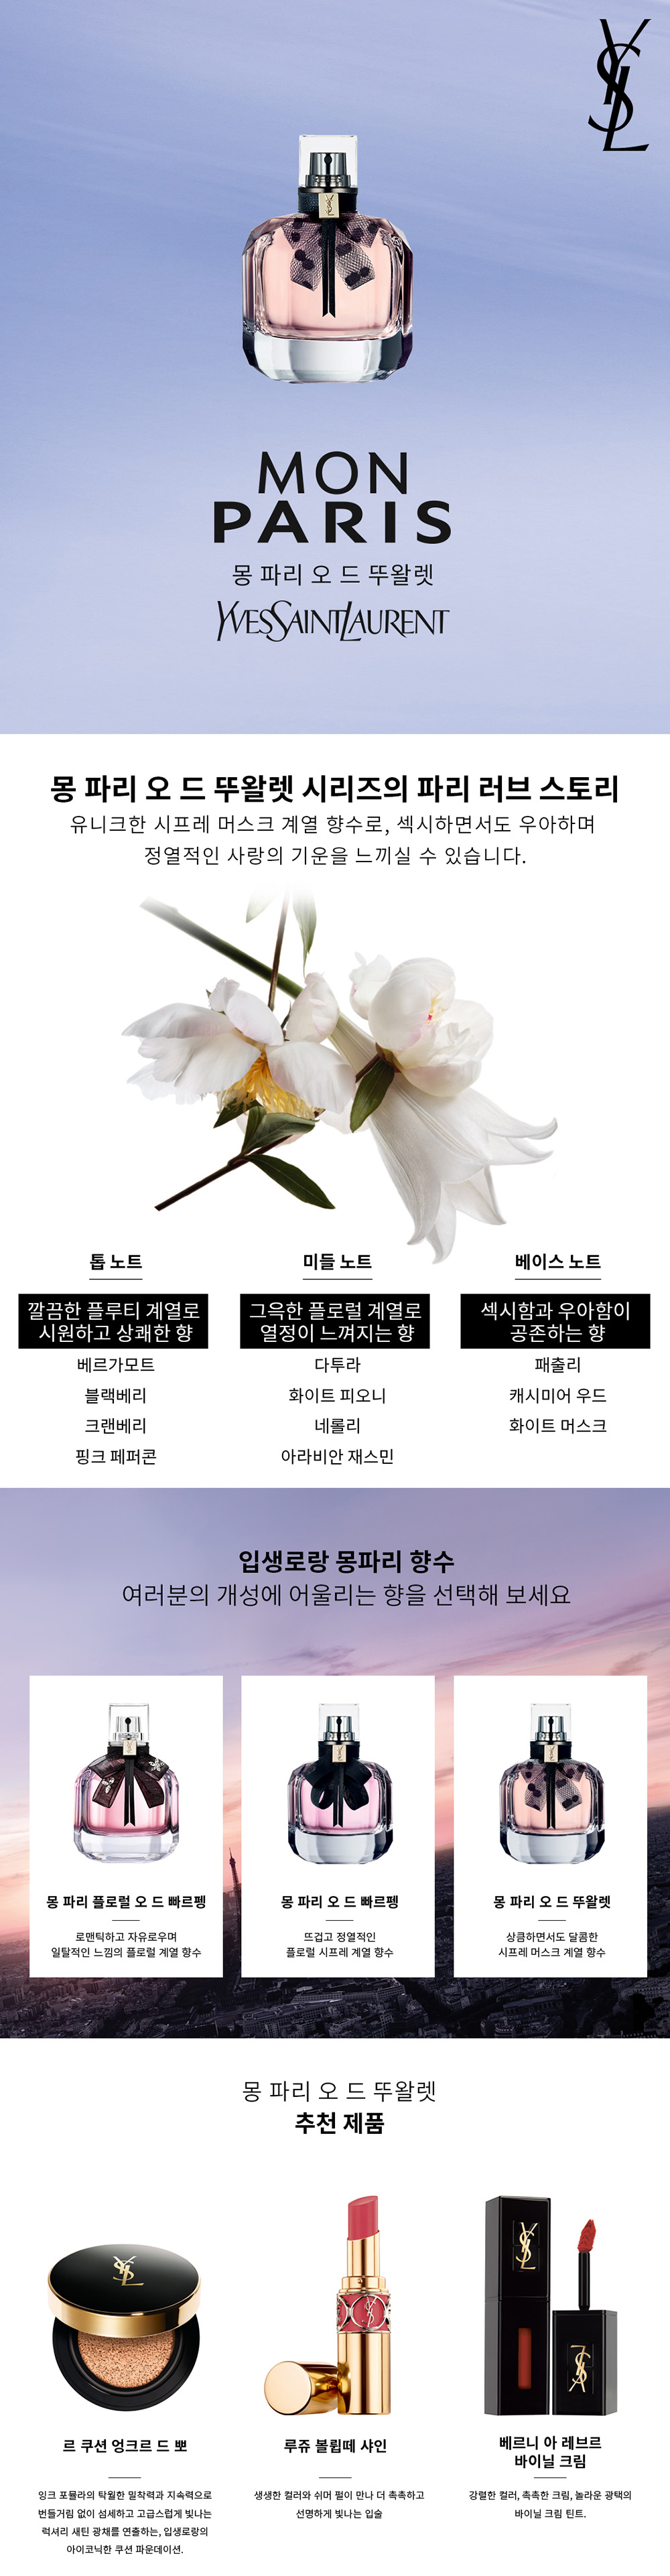 YSL
MON
PARIS
몽 파리 오 드 뚜왈렛
YVESSAINTLAURENT
몽 파리 오 드 뚜왈렛 시리즈의 파리 러브 스토리
유니크한 시프레 머스크 계열 향수로, 섹시하면서도 우아하며
정열적인 사랑의 기운을 느끼실 수 있습니다.
톱 노트
깔끔한 플루티 계열로
시원하고 상쾌한 향
베르가모트
블랙베리
크랜베리
핑크 페퍼콘
미들 노트
그윽한 플로럴 계열로
열정이 느껴지는 향
다투라
화이트 피오니
네롤리
아라비안 재스민
베이스 노트
섹시함과 우아함이
공존하는 향
패출리
캐시미어 우드
화이트 머스크
입생로랑 몽파리 향수
여러분의 개성에 어울리는 향을 선택해 보세요
몽 파리 플로럴 오 드 빠르펭
로맨틱하고 자유로우며
일탈적인 느낌의 플로럴 계열 향수
몽 파리 오 드 빠르펭
뜨겁고 정열적인
플로럴 시프레 계열 향수
몽 파리 오 드 뚜왈렛
상큼하면서도 달콤한
시프레 머스크 계열 향수
몽 파리 오 드 뚜왈렛
추천 제품
르 쿠션 엉크르 드 뽀
잉크 포뮬라의 탁월한 밀착력과 지속력으로
번들거림 없이 섬세하고 고급스럽게 빛나는
럭셔리 새틴 광채를 연출하는, 입생로랑의
아이코닉한 쿠션 파운데이션.
루쥬 볼륍떼 샤인
생생한 컬러와 쉬머 펄이 만나 더 촉촉하고
선명하게 빛나는 입술
베르니 아 레브르
바이닐 크림
강렬한 컬러, 촉촉한 크림, 놀라운 광택의
바이닐 크림 틴트.